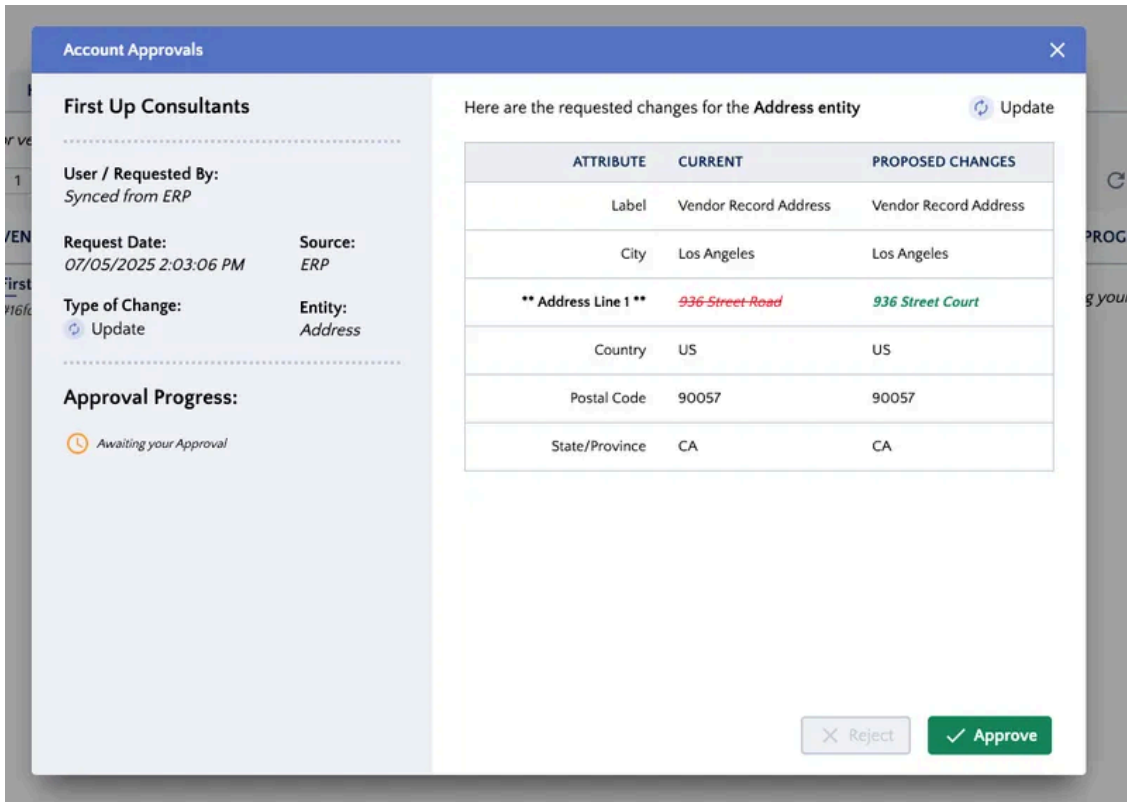 Account Approvals
First Up Consultants
User / Requested By:
Synced from ERP
Request Date:
07/05/2025 2:03:06 PM
Source:
ERP
Type of Change:
Update
Entity:
Address
Approval Progress:
Awaiting your Approval
Here are the requested changes for the Address entity
Update
ATTRIBUTE CURRENT PROPOSED CHANGES
Label Vendor Record Address Vendor Record Address
City Los Angeles Los Angeles
** Address Line 1 ** 936 Street Road 936 Street Court
Country US US
Postal Code 90057 90057
State/Province CA CA
Reject
Approve
1